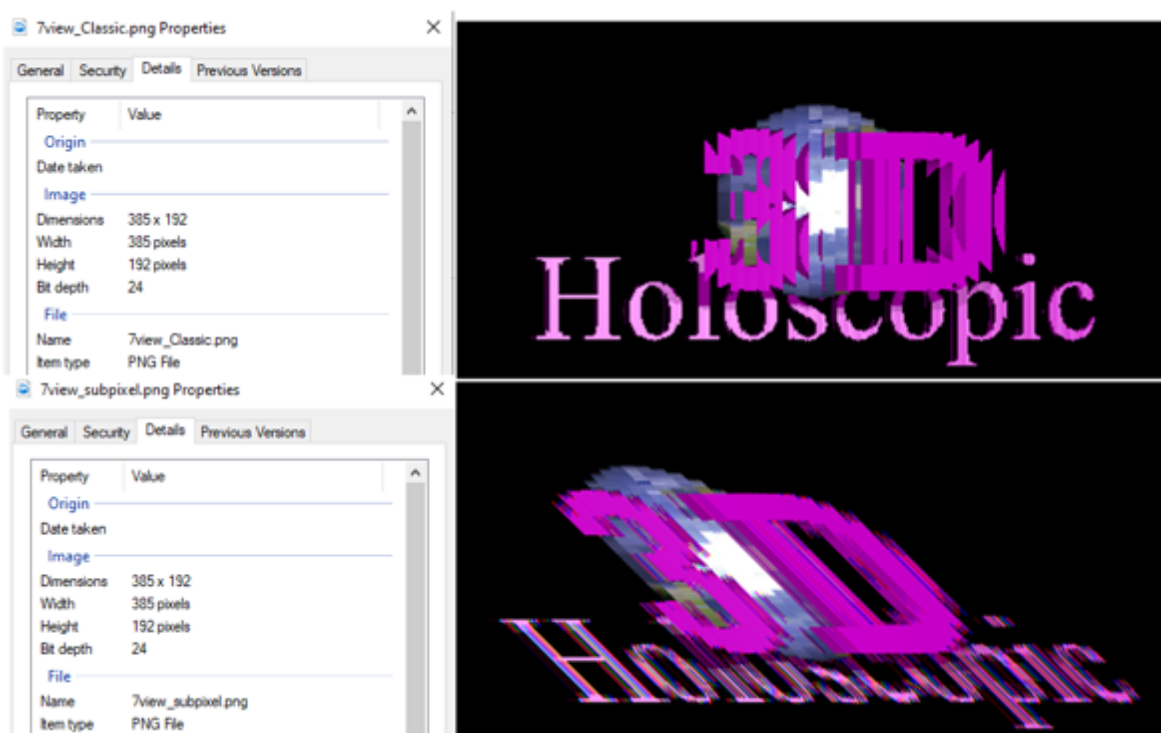 7view_Classic.png Properties
General Security Details Previous Versions
Property Value
Origin
Date taken
Image
Dimensions 385 x 192
Width 385 pixels
Height 192 pixels
Bit depth 24
File
Name 7view_Classic.png
Item type PNG File
3D
Holoscopic
7view_subpixel.png Properties
General Security Details Previous Versions
Property Value
Origin
Date taken
Image
Dimensions 385 x 192
Width 385 pixels
Height 192 pixels
Bit depth 24
File
Name 7view_subpixel.png
Item type PNG File
3D
Holoscopic